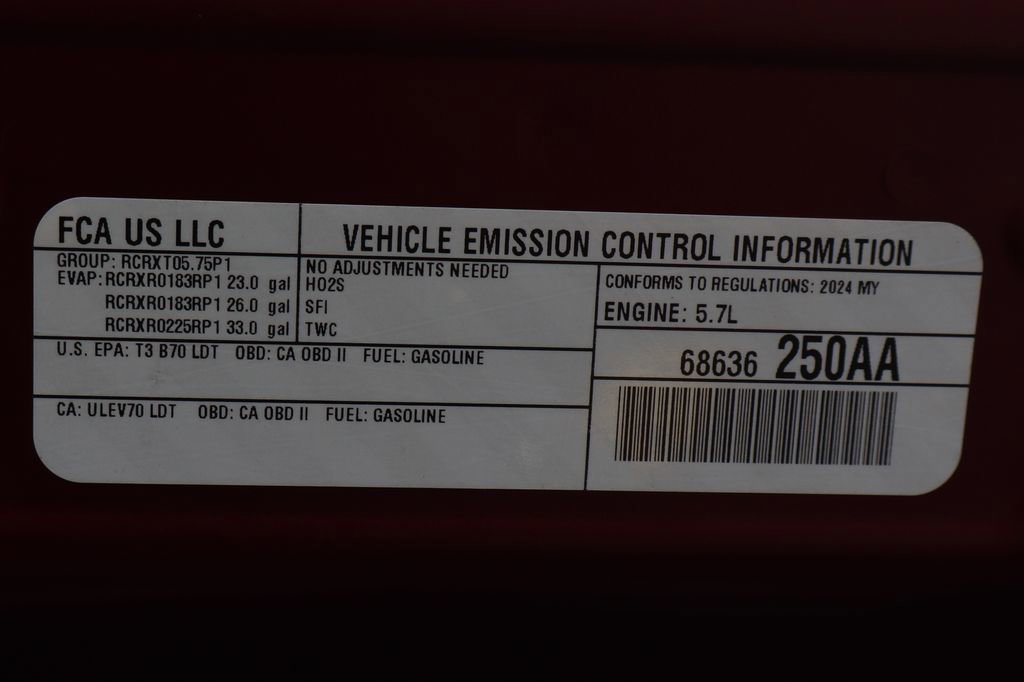 FCA US LLC
VEHICLE EMISSION CONTROL INFORMATION
GROUP: RCRXT05.75P1
EVAP: RCRXR0183RP1 23.0 gal
RCRXR0183RP1 26.0 gal
RCRXR0225RP1 33.0 gal
NO ADJUSTMENTS NEEDED
HO2S
SFI
TWC
CONFORMS TO REGULATIONS: 2024 MY
ENGINE: 5.7L
U.S. EPA: T3 B70 LDT OBD: CA OBD II FUEL: GASOLINE
68636 250AA
CA: ULEV70 LDT OBD: CA OBD II FUEL: GASOLINE